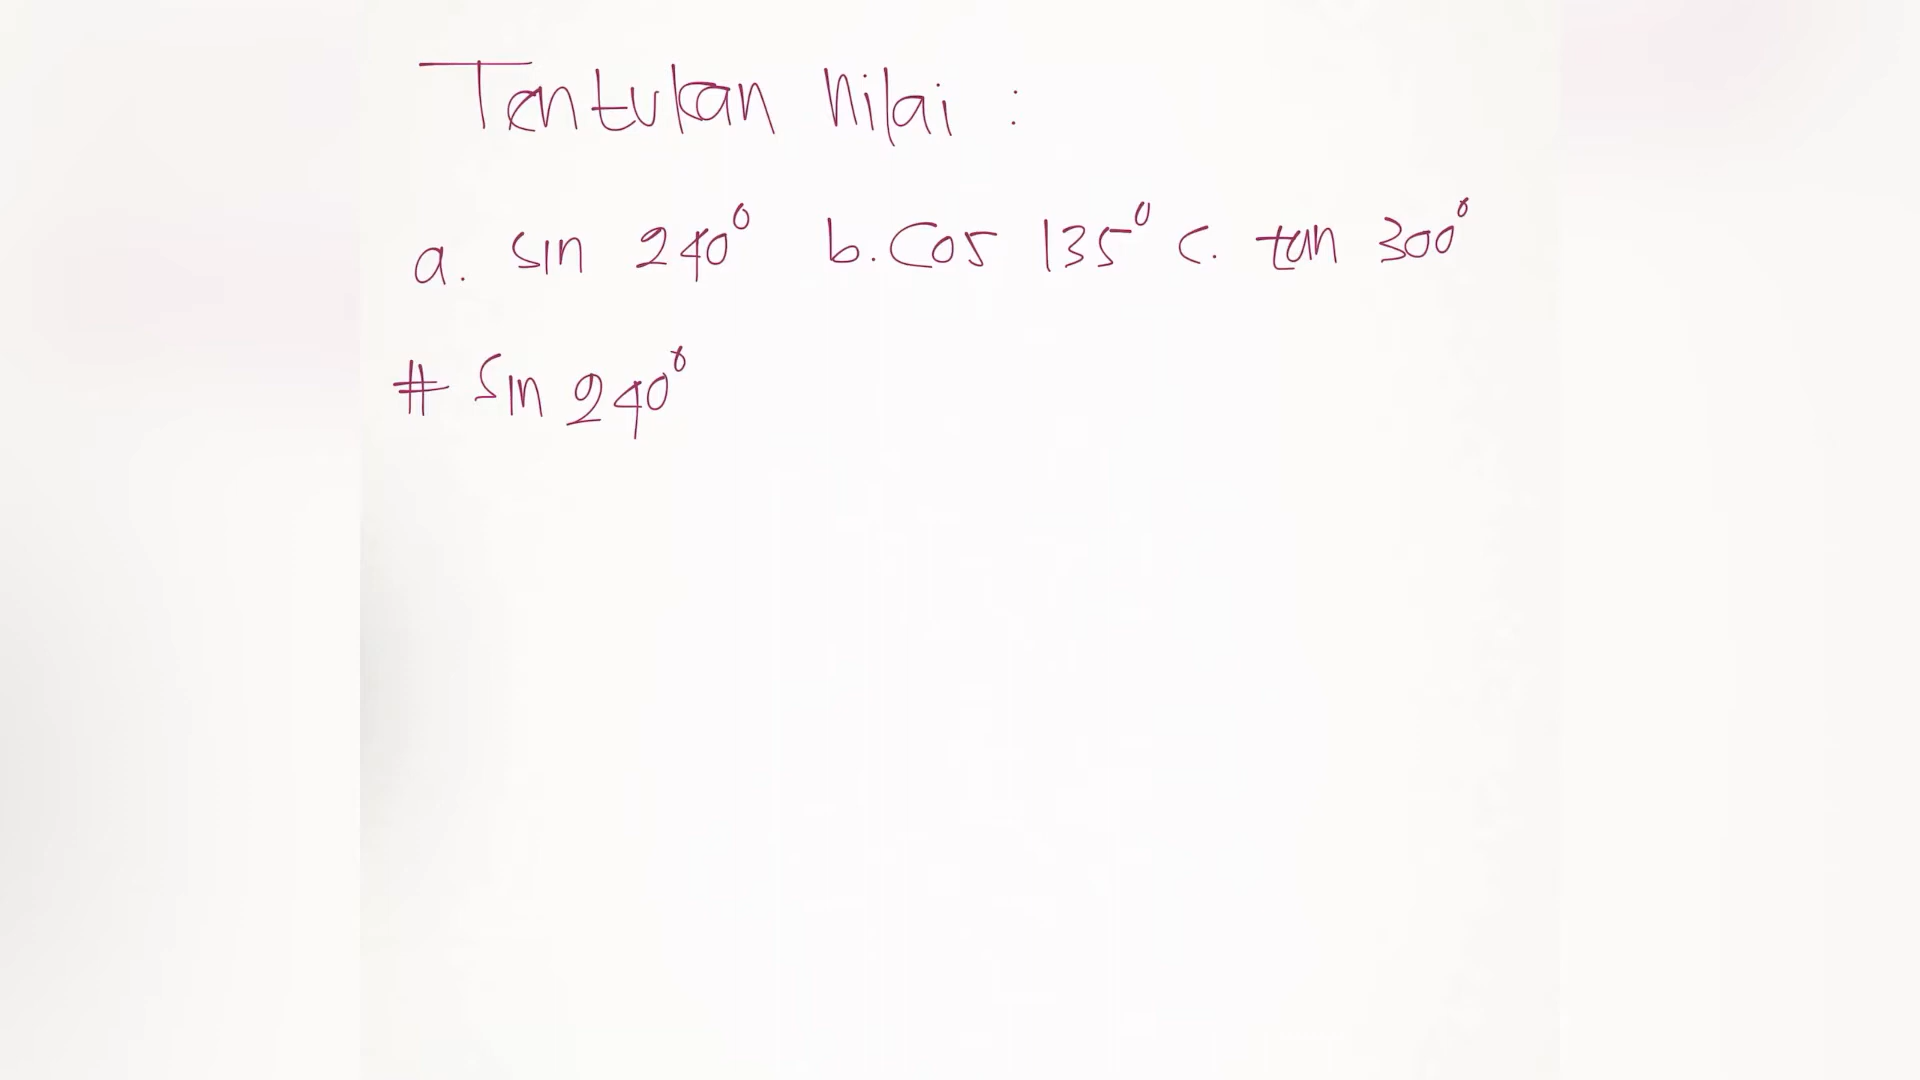 Tentukan nilai :
a. sin 240° b. Cos 135° c. tan 300°
# Sin 240°